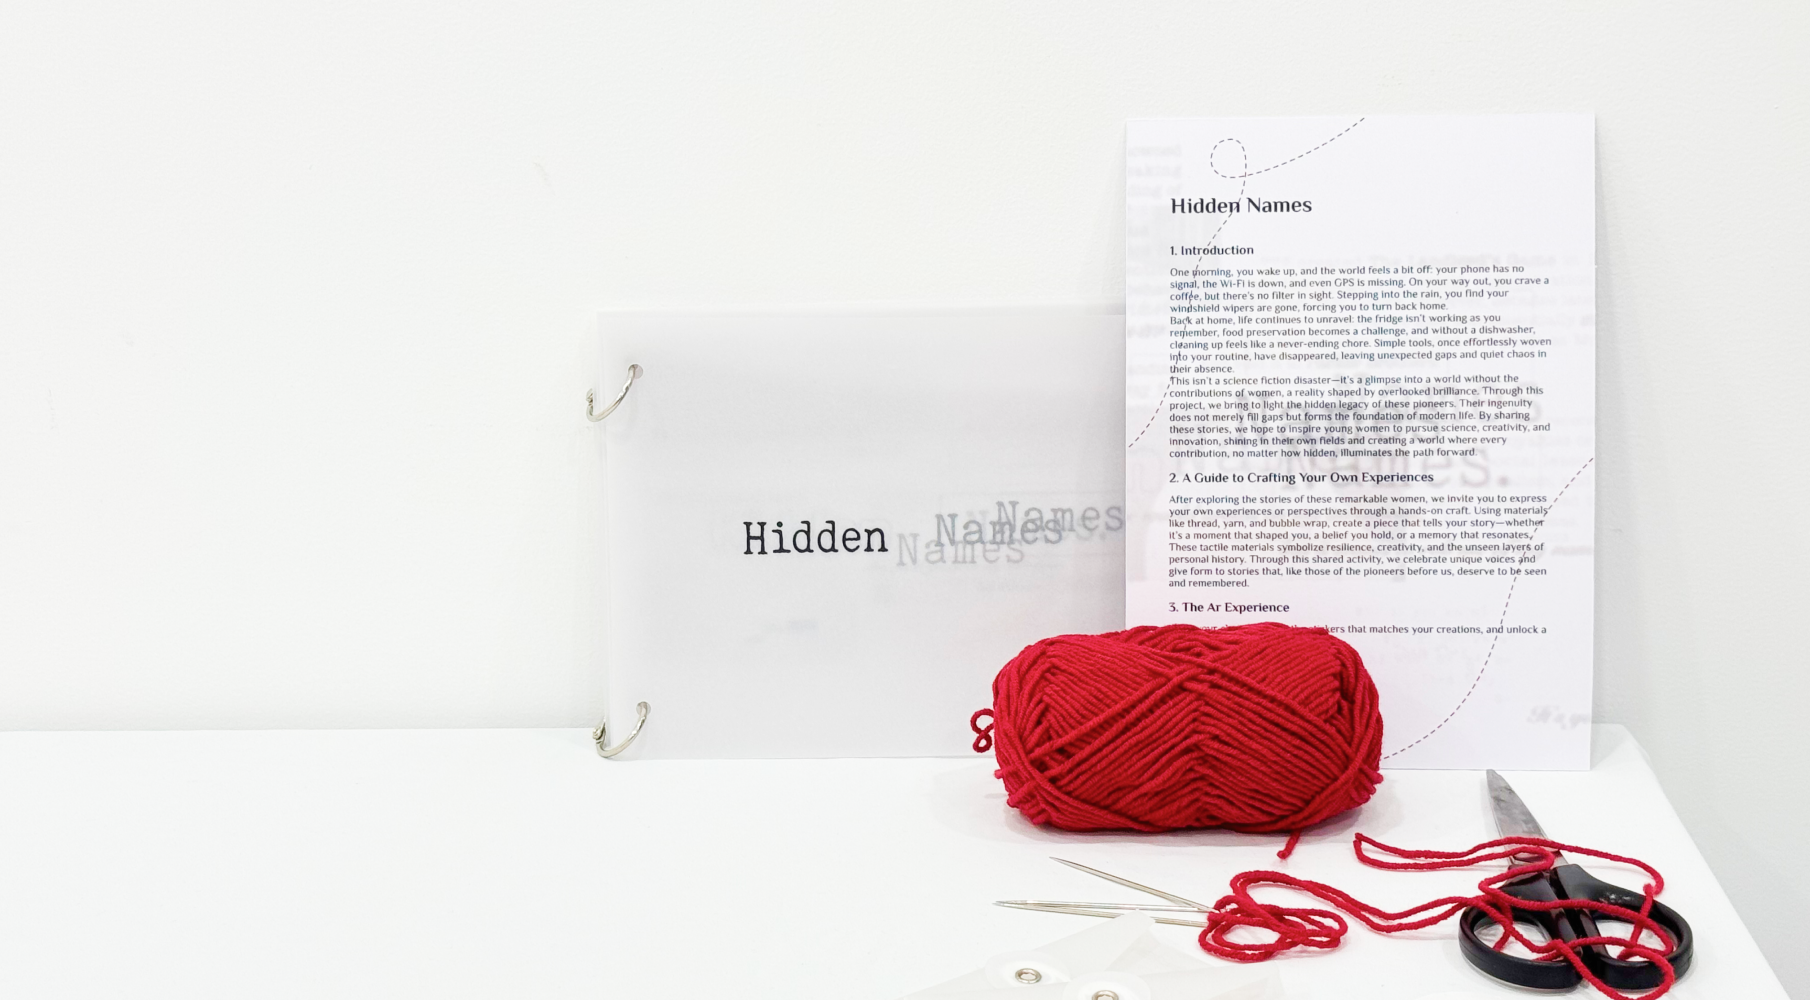 Hidden Names
Names
Names
Hidden Names
1. Introduction
One morning, you wake up, and the world feels a bit off: your phone has no
signal, the Wi-Fi is down, and even GPS is missing. On your way out, you crave a
coffee, but there's no filter in sight. Stepping into the rain, you find your
windshield wipers are gone, forcing you to turn back home.
Back at home, life continues to unravel: the fridge isn't working as you
remember, food preservation becomes a challenge, and without a dishwasher,
cleaning up feels like a never-ending chore. Simple tools, once effortlessly woven
into your routine, have disappeared, leaving unexpected gaps and quiet chaos in
their absence.
This isn't a science fiction disaster—it's a glimpse into a world without the
contributions of women, a reality shaped by overlooked brilliance. Through this
project, we bring to light the hidden legacy of these pioneers. Their ingenuity
does not merely fill gaps but forms the foundation of modern life. By sharing
these stories, we hope to inspire young women to pursue science, creativity, and
innovation, shining in their own fields and creating a world where every
contribution, no matter how hidden, illuminates the path forward.
2. A Guide to Crafting Your Own Experiences
After exploring the stories of these remarkable women, we invite you to express
your own experiences or perspectives through a hands-on craft. Using materials
like thread, yarn, and bubble wrap, create a piece that tells your story—whether
it's a moment that shaped you, a belief you hold, or a memory that resonates.
These tactile materials symbolize resilience, creativity, and the unseen layers of
personal history. Through this shared activity, we celebrate unique voices and
give form to stories that, like those of the pioneers before us, deserve to be seen
and remembered.
3. The Ar Experience
that matches your creations, and unlock a